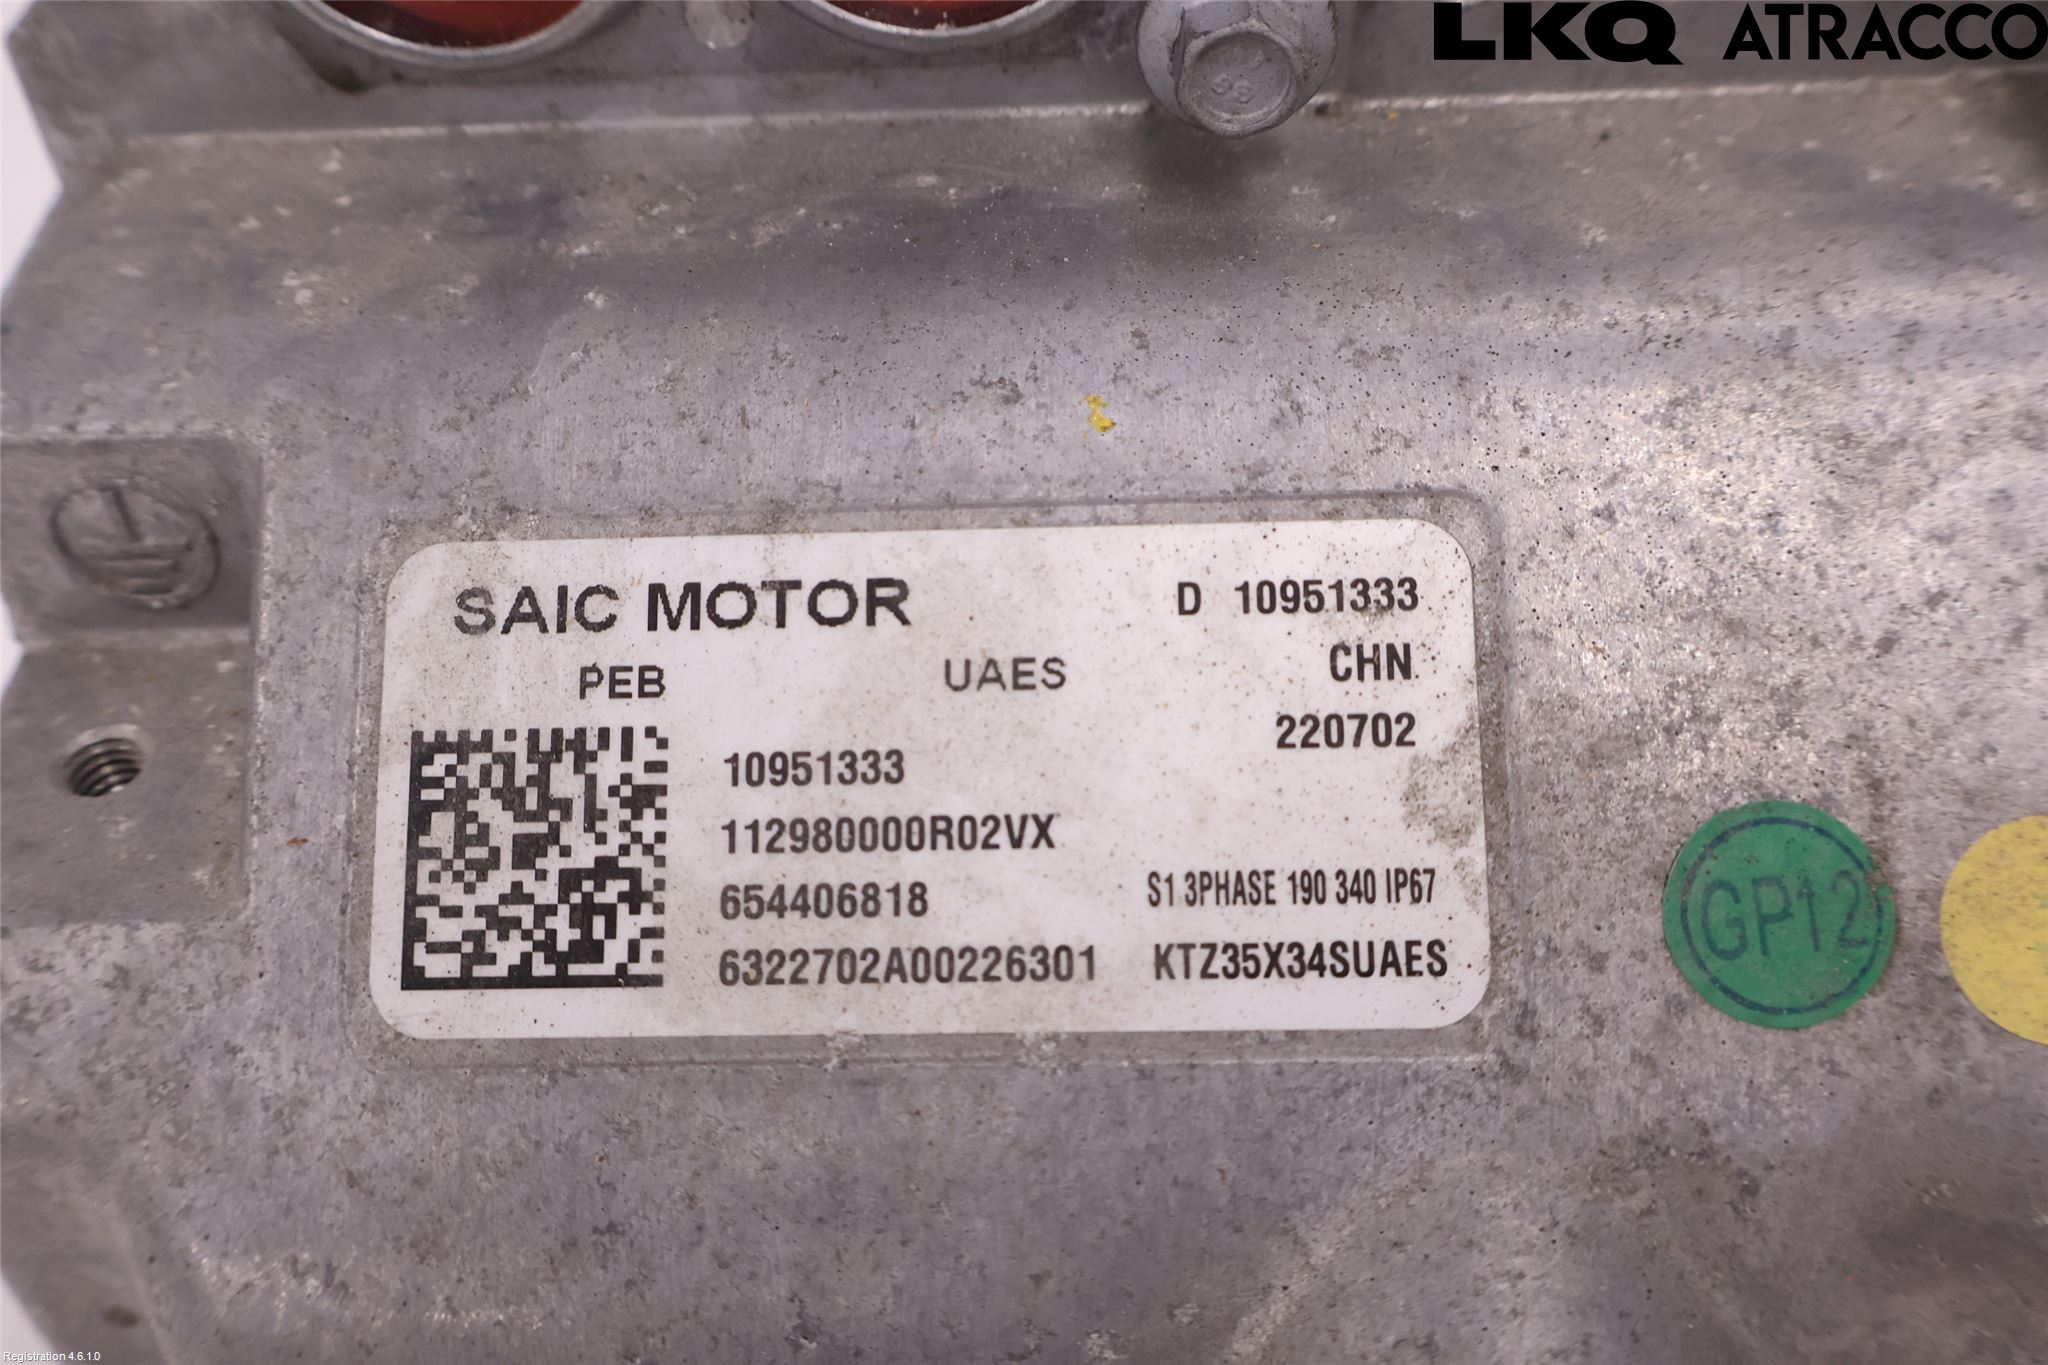 LKQ ATRACCO
SAIC MOTOR D 10951333
PEB UAES CHN
220702
10951333
112980000R02VX
654406818 S1 3PHASE 190 340 IP67
6322702A00226301 KTZ35X34SUAES
GP12
Registration 4.6.1.0